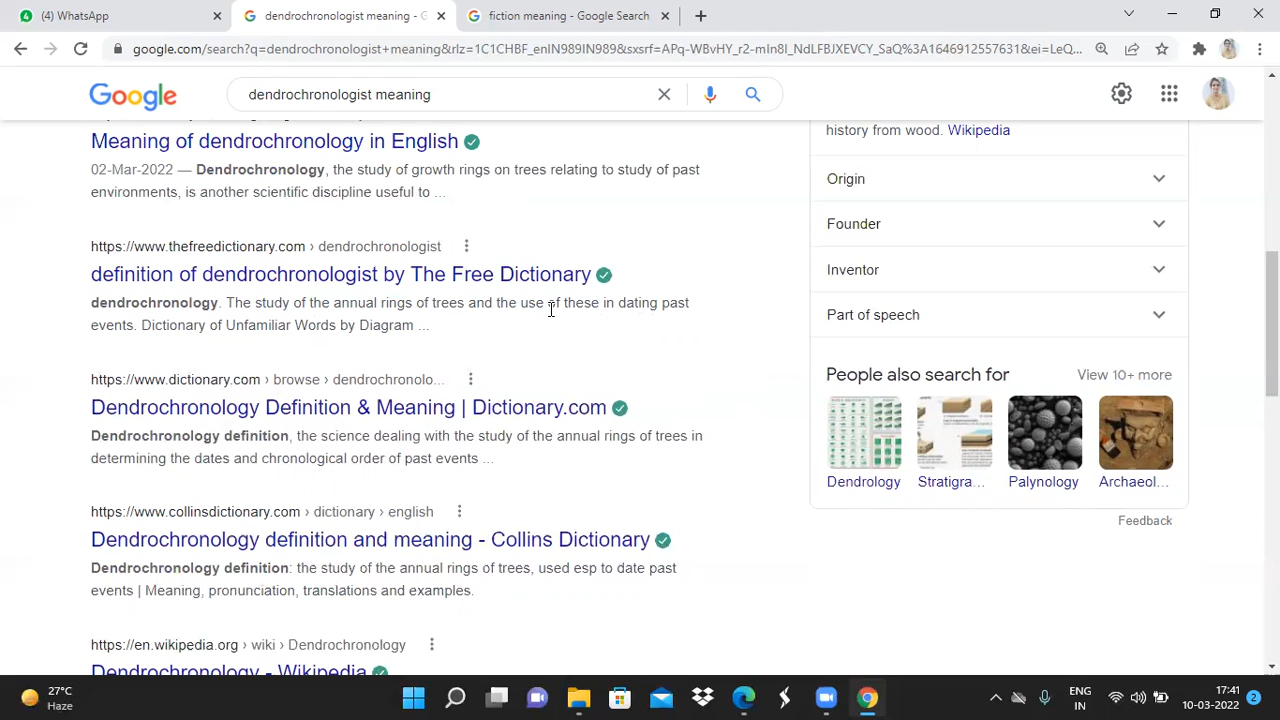 (4) WhatsApp
dendrochronologist meaning - G
fiction meaning - Google Search
google.com/search?q=dendrochronologist+meaning&rlz=1C1CHBF_enIN989IN989&sxsrf=APq-WBvHY_r2-mIn8I_NdLFBJXEVCY_SaQ%3A1646912557631&ei=LeQ...
Google
dendrochronologist meaning
Meaning of dendrochronology in English
02-Mar-2022 — Dendrochronology, the study of growth rings on trees relating to study of past
environments, is another scientific discipline useful to ...
https://www.thefreedictionary.com › dendrochronologist
definition of dendrochronologist by The Free Dictionary
dendrochronology. The study of the annual rings of trees and the use of these in dating past
events. Dictionary of Unfamiliar Words by Diagram ...
https://www.dictionary.com › browse › dendrochronolo...
Dendrochronology Definition & Meaning | Dictionary.com
Dendrochronology definition, the science dealing with the study of the annual rings of trees in
determining the dates and chronological order of past events ...
https://www.collinsdictionary.com › dictionary › english
Dendrochronology definition and meaning - Collins Dictionary
Dendrochronology definition: the study of the annual rings of trees, used esp to date past
events | Meaning, pronunciation, translations and examples.
https://en.wikipedia.org › wiki › Dendrochronology
Dendrochronology - Wikipedia
history from wood. Wikipedia
Origin
Founder
Inventor
Part of speech
People also search for
View 10+ more
Dendrology
Stratigra...
Palynology
Archaeol...
Feedback
27°C
Haze
ENG
IN
17:41
10-03-2022
2